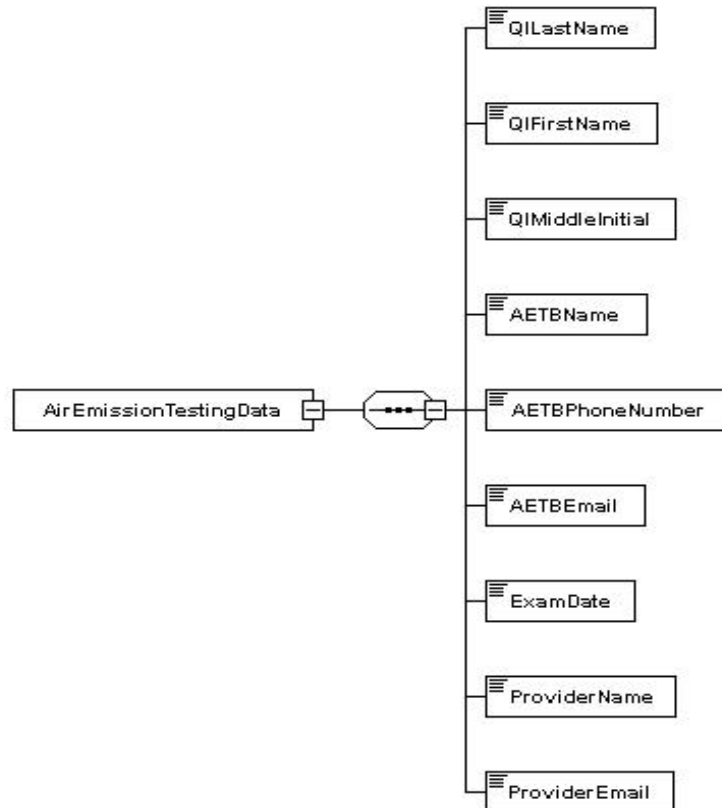 QILastName
QIFirstName
QIMiddleInitial
AETBName
AirEmissionTestingData
AETBPhoneNumber
AETBEmail
ExamDate
ProviderName
ProviderEmail